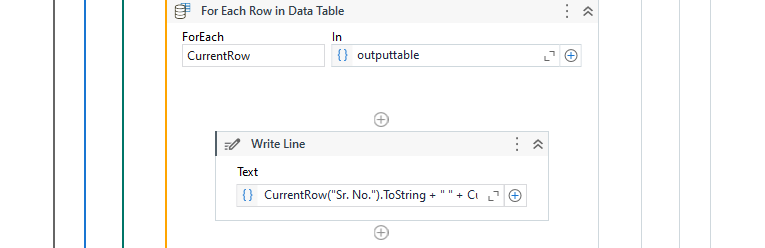 For Each Row in Data Table
ForEach In
CurrentRow {} outputtable
Write Line
Text
{} CurrentRow("Sr. No.").ToString + " " +